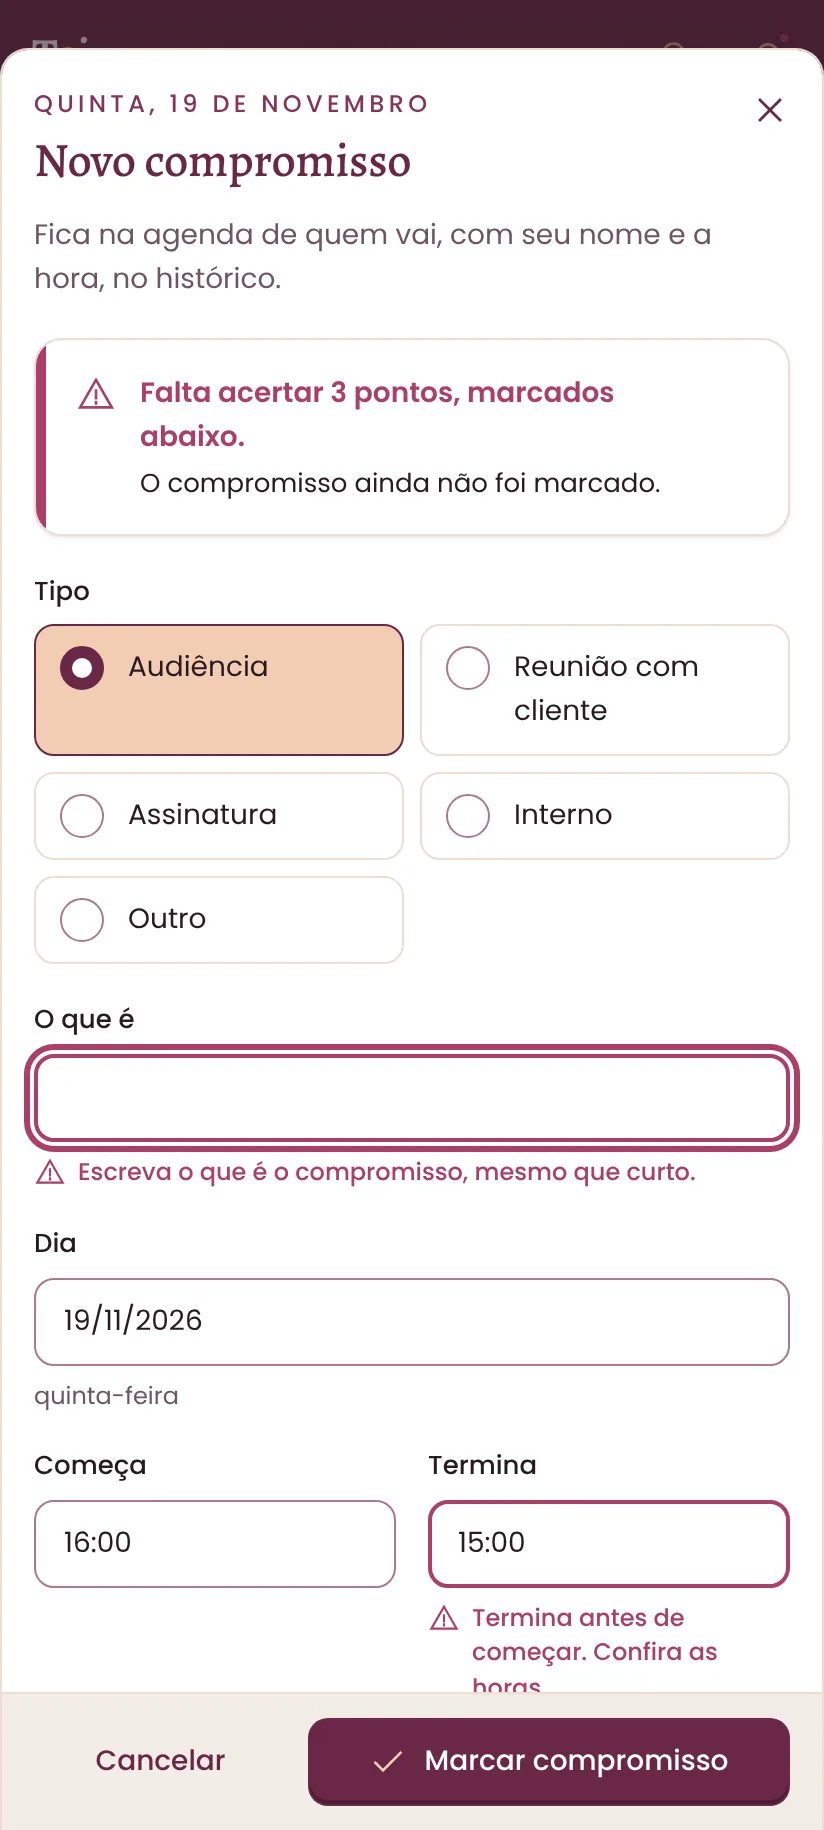 QUINTA, 19 DE NOVEMBRO
Novo compromisso
Fica na agenda de quem vai, com seu nome e a
hora, no histórico.
Falta acertar 3 pontos, marcados
abaixo.
O compromisso ainda não foi marcado.
Tipo
Audiência
Reunião com
cliente
Assinatura
Interno
Outro
O que é
Escreva o que é o compromisso, mesmo que curto.
Dia
19/11/2026
quinta-feira
Começa
Termina
16:00
15:00
Termina antes de
começar. Confira as
horas.
Cancelar
Marcar compromisso